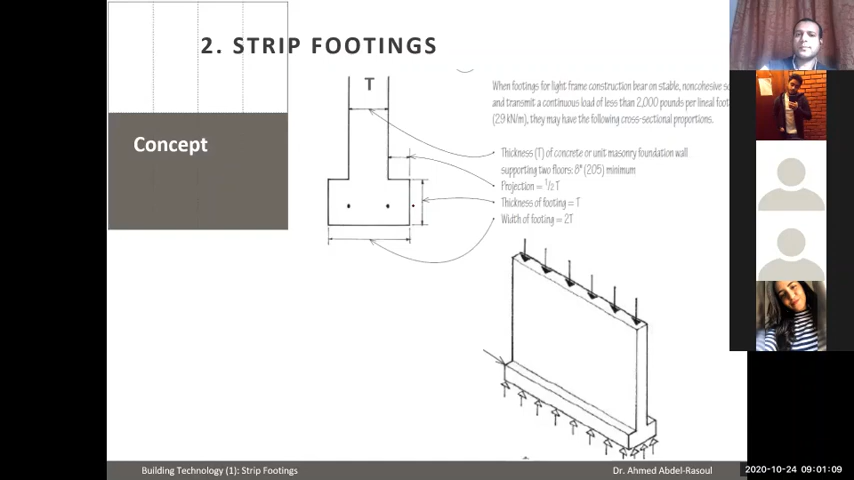 2. STRIP FOOTINGS
Concept
T
When footings for light frame construction bear on stable, noncohesive
and transmit a continuous load of less than 2,000 pounds per lineal foot
(29 kN/m), they may have the following cross-sectional proportions.
Thickness (T) of concrete or unit masonry foundation wall
supporting two floors: 8" (205) minimum
Projection = 1/2 T
Thickness of footing = T
Width of footing = 2T
Building Technology (1): Strip Footings
Dr. Ahmed Abdel-Rasoul
2020-10-24 09:01:09